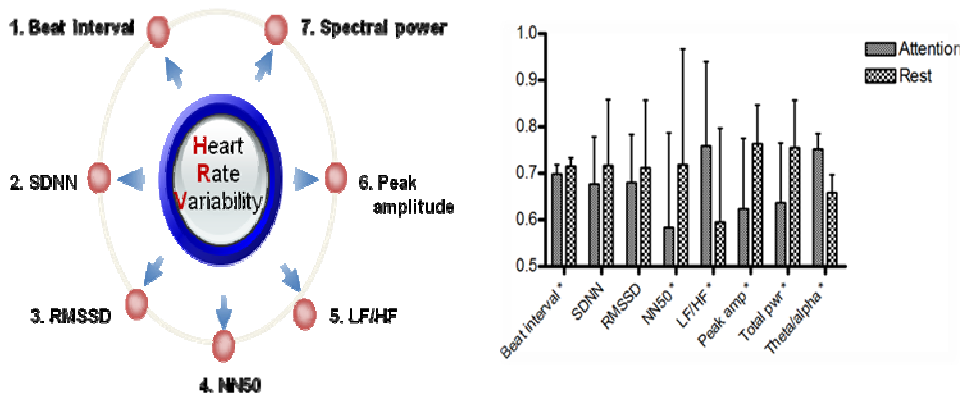 1. Beat Interval
7. Spectral power
Heart
Rate
Variability
2. SDNN
6. Peak
amplitude
3. RMSSD
5. LF/HF
4. NN50
1.0
0.9
0.8
0.7
0.6
0.5
Attention
Rest
Beat interval *
SDNN
RMSSD
NN50 *
LF/HF *
Peak amp *
Total pwr *
Theta/alpha *